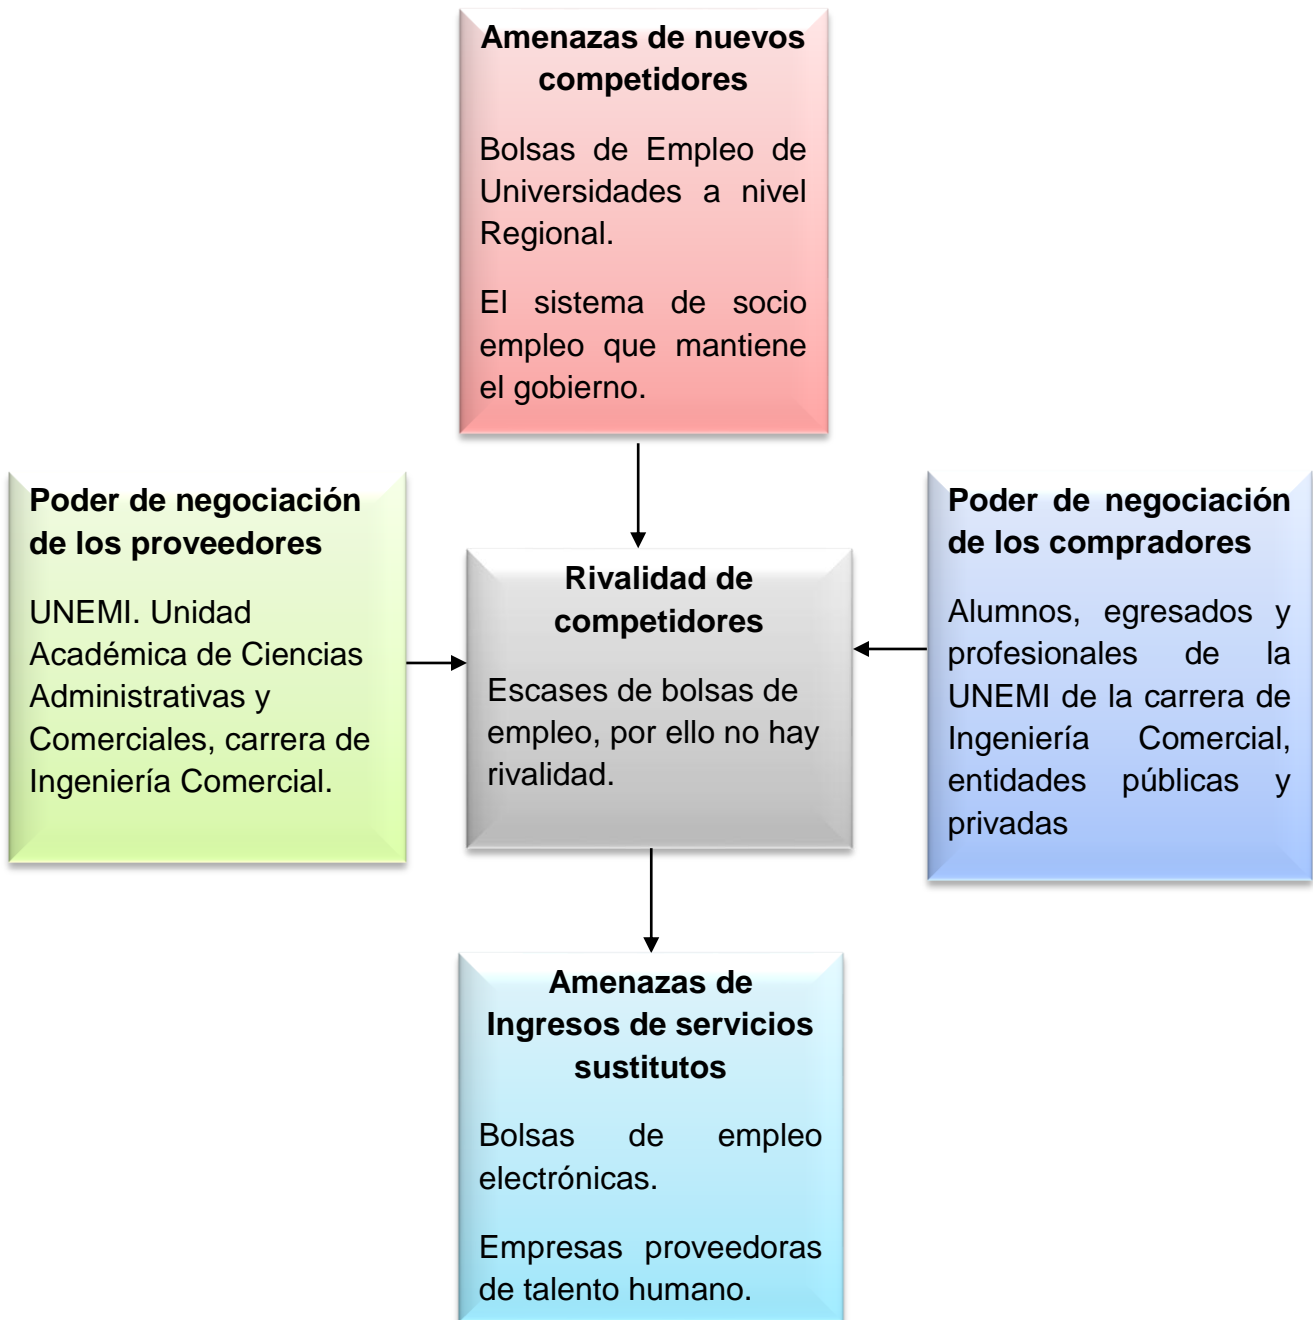 Amenazas de nuevos
competidores
Bolsas de Empleo de
Universidades a nivel
Regional.
El sistema de socio
empleo que mantiene
el gobierno.
Poder de negociación
de los proveedores
UNEMI. Unidad
Académica de Ciencias
Administrativas y
Comerciales, carrera de
Ingeniería Comercial.
Rivalidad de
competidores
Escases de bolsas de
empleo, por ello no hay
rivalidad.
Poder de negociación
de los compradores
Alumnos, egresados y
profesionales de la
UNEMI de la carrera de
Ingeniería Comercial,
entidades públicas y
privadas
Amenazas de
Ingresos de servicios
sustitutos
Bolsas de empleo
electrónicas.
Empresas proveedoras
de talento humano.